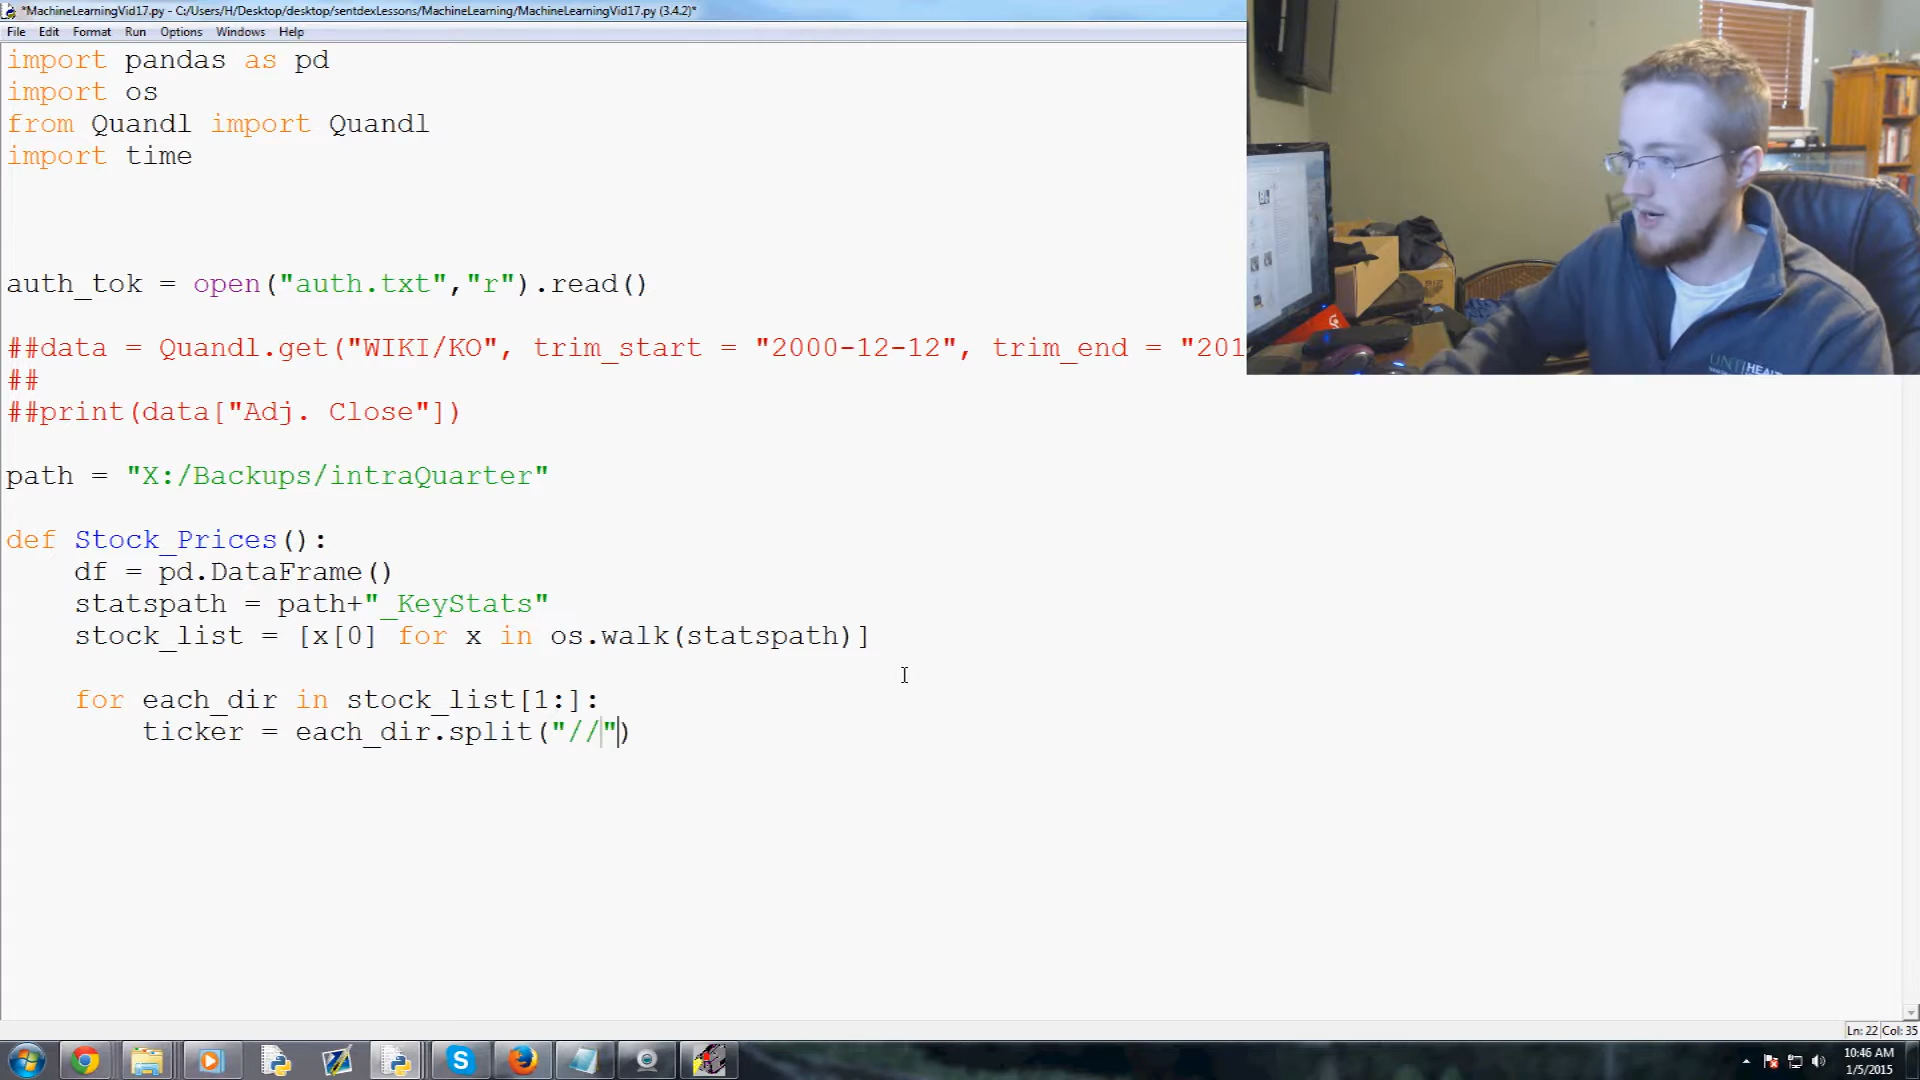 *MachineLearningVid17.py - C:/Users/H/Desktop/desktop/sentdexLessons/MachineLearning/MachineLearningVid17.py (3.4.2)*
File Edit Format Run Options Windows Help
import pandas as pd
import os
from Quandl import Quandl
import time
auth_tok = open("auth.txt","r").read()
##data = Quandl.get("WIKI/KO", trim_start = "2000-12-12", trim_end = "201
##
##print(data["Adj. Close"])
path = "X:/Backups/intraQuarter"
def Stock_Prices():
    df = pd.DataFrame()
    statspath = path+"_KeyStats"
    stock_list = [x[0] for x in os.walk(statspath)]
    for each_dir in stock_list[1:]:
        ticker = each_dir.split("//")
Ln: 22 Col: 35
10:46 AM
1/5/2015